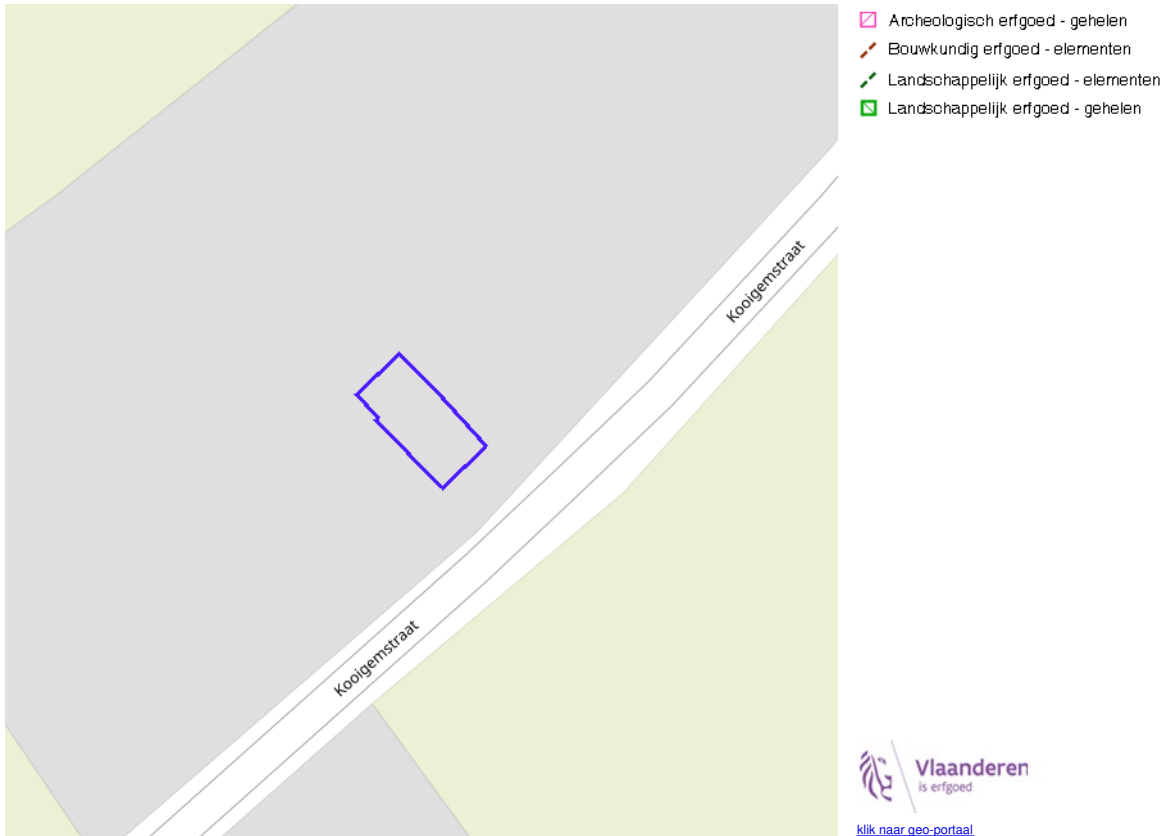 Archeologisch erfgoed - gehelen
Bouwkundig erfgoed - elementen
Landschappelijk erfgoed - elementen
Landschappelijk erfgoed - gehelen
Kooigemstraat
Kooigemstraat
Vlaanderen
is erfgoed
klik naar geo-portaal